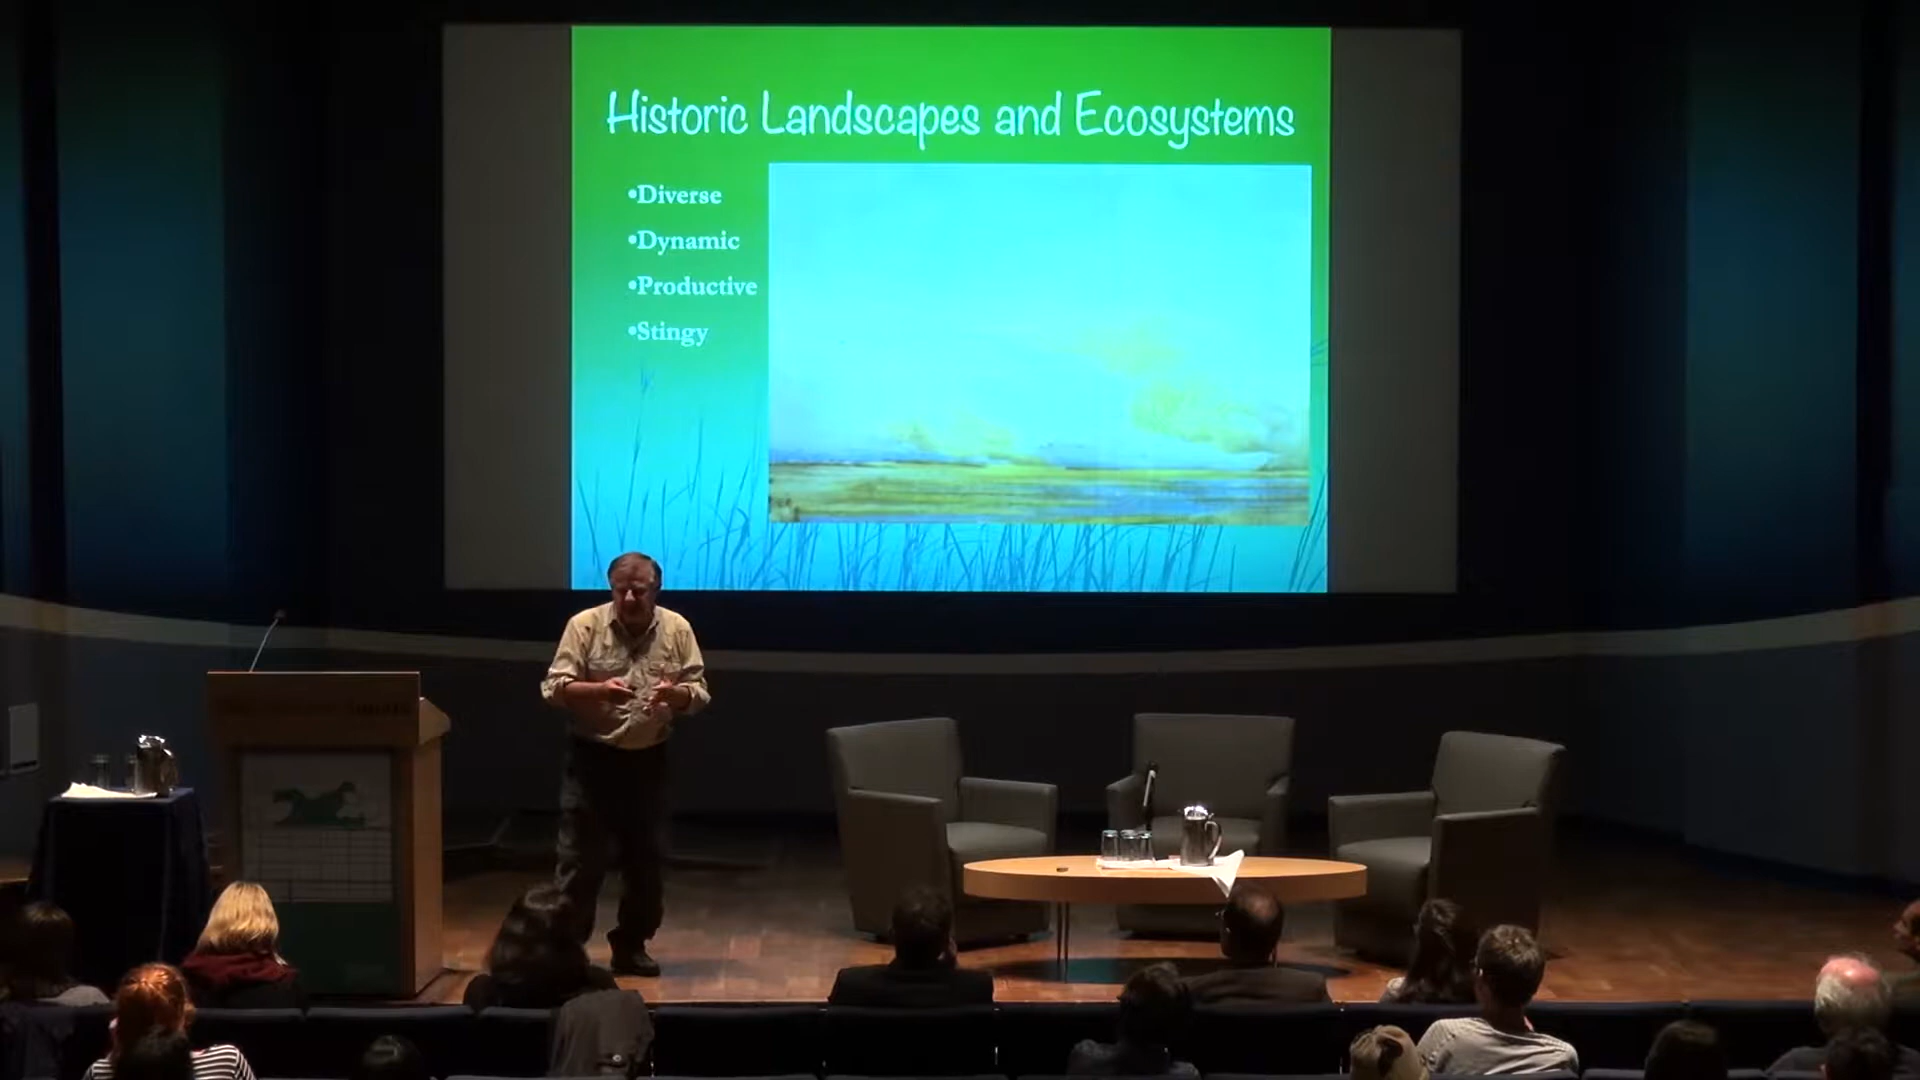 Historic Landscapes and Ecosystems
•Diverse
•Dynamic
•Productive
•Stingy